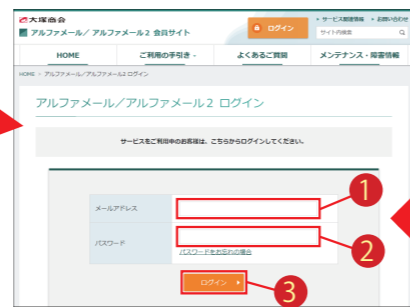 大塚商会
アルファメール/アルファメール2 会員サイト
ログイン
サービス関連情報 お問い合わせ
サイト内検索
HOME ご利用の手引き よくあるご質問 メンテナンス・障害情報
HOME > アルファメール/アルファメール2 ログイン
アルファメール/アルファメール2 ログイン
サービスをご利用中のお客様は、こちらからログインしてください。
メールアドレス
1
パスワード
2
パスワードをお忘れの場合
ログイン
3